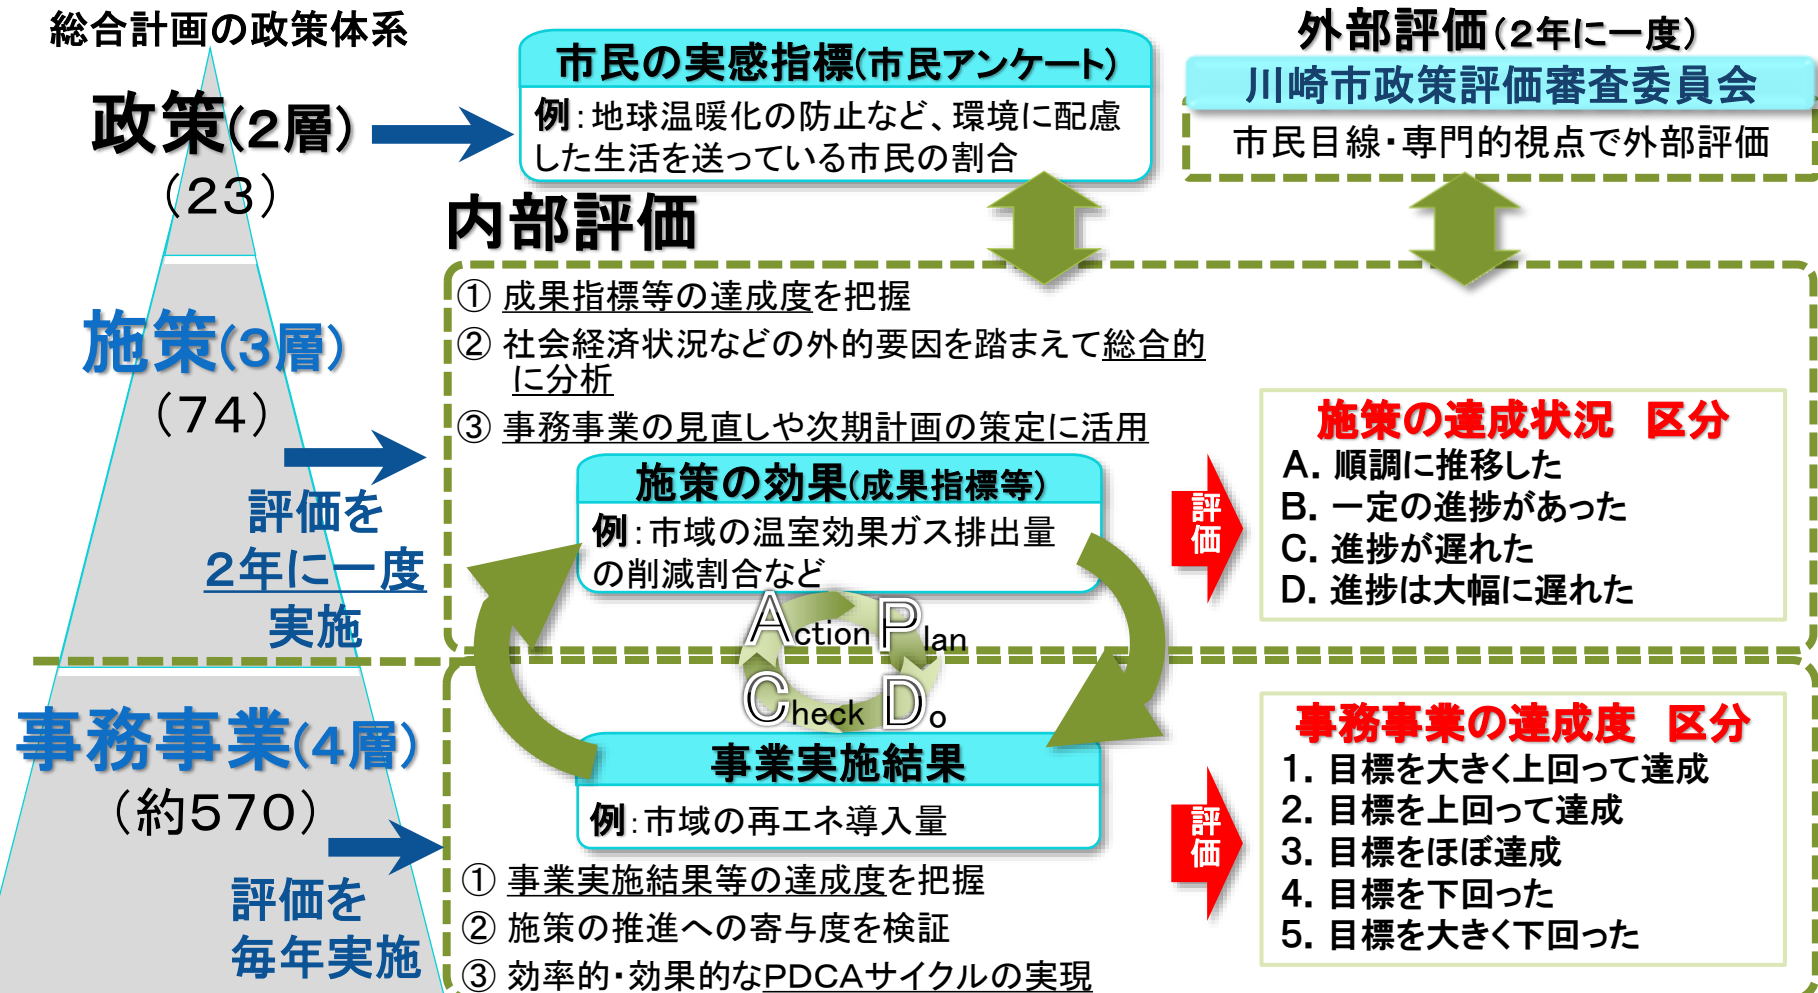 総合計画の政策体系
政策(2層)
(23)
市民の実感指標(市民アンケート)
例:地球温暖化の防止など、環境に配慮
した生活を送っている市民の割合
外部評価(2年に一度)
川崎市政策評価審査委員会
市民目線・専門的視点で外部評価
内部評価
① 成果指標等の達成度を把握
② 社会経済状況などの外的要因を踏まえて総合的
に分析
③ 事務事業の見直しや次期計画の策定に活用
施策(3層)
(74)
評価を
2年に一度
実施
施策の効果(成果指標等)
例:市域の温室効果ガス排出量
の削減割合など
評価
施策の達成状況 区分
A. 順調に推移した
B. 一定の進捗があった
C. 進捗が遅れた
D. 進捗は大幅に遅れた
Action Plan
Check Do
事務事業(4層)
(約570)
評価を
毎年実施
事業実施結果
例:市域の再エネ導入量
① 事業実施結果等の達成度を把握
② 施策の推進への寄与度を検証
③ 効率的・効果的なPDCAサイクルの実現
評価
事務事業の達成度 区分
1. 目標を大きく上回って達成
2. 目標を上回って達成
3. 目標をほぼ達成
4. 目標を下回った
5. 目標を大きく下回った